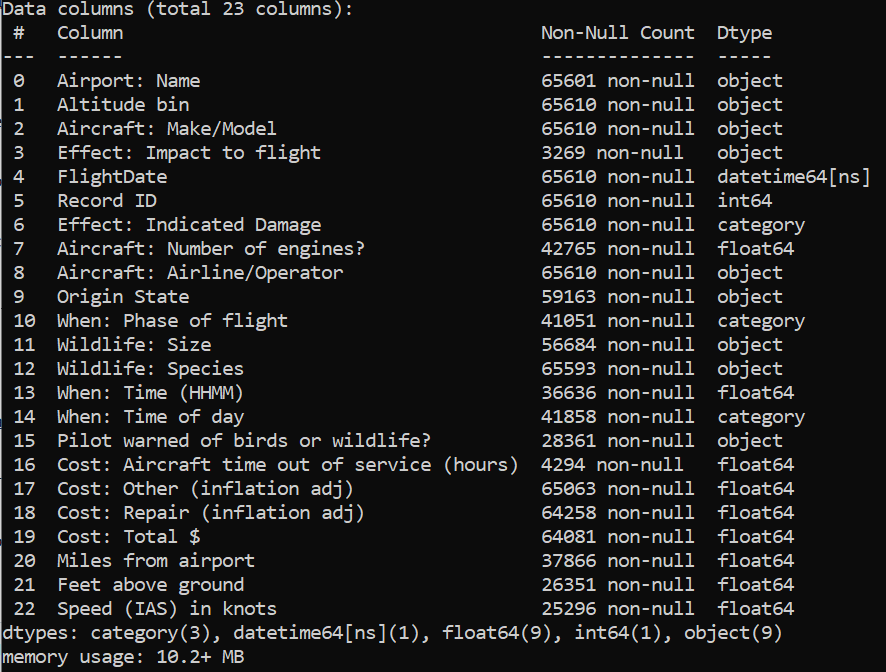 Data columns (total 23 columns):
 #   Column                                      Non-Null Count  Dtype
---  ------                                      --------------  -----
 0   Airport: Name                               65601 non-null  object
 1   Altitude bin                                65610 non-null  object
 2   Aircraft: Make/Model                        65610 non-null  object
 3   Effect: Impact to flight                    3269 non-null   object
 4   FlightDate                                  65610 non-null  datetime64[ns]
 5   Record ID                                   65610 non-null  int64
 6   Effect: Indicated Damage                    65610 non-null  category
 7   Aircraft: Number of engines?                42765 non-null  float64
 8   Aircraft: Airline/Operator                  65610 non-null  object
 9   Origin State                                59163 non-null  object
 10  When: Phase of flight                       41051 non-null  category
 11  Wildlife: Size                              56684 non-null  object
 12  Wildlife: Species                           65593 non-null  object
 13  When: Time (HHMM)                           36636 non-null  float64
 14  When: Time of day                           41858 non-null  category
 15  Pilot warned of birds or wildlife?          28361 non-null  object
 16  Cost: Aircraft time out of service (hours)  4294 non-null   float64
 17  Cost: Other (inflation adj)                 65063 non-null  float64
 18  Cost: Repair (inflation adj)                64258 non-null  float64
 19  Cost: Total $                               64081 non-null  float64
 20  Miles from airport                          37866 non-null  float64
 21  Feet above ground                           26351 non-null  float64
 22  Speed (IAS) in knots                        25296 non-null  float64
dtypes: category(3), datetime64[ns](1), float64(9), int64(1), object(9)
memory usage: 10.2+ MB